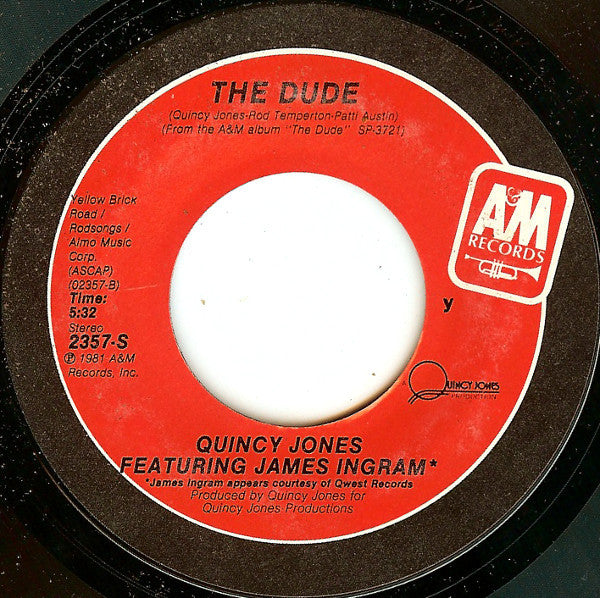 THE DUDE
(Quincy Jones-Rod Temperton-Patti Austin)
(From the A&M album "The Dude" SP-3721)
Yellow Brick
Road /
Rodsongs /
Almo Music
Corp.
(ASCAP)
(02357-B)
Time:
5:32
Stereo
2357-S
℗ 1981 A&M
Records, Inc.
A&M
RECORDS
y
A
QUINCY JONES
PRODUCTION
QUINCY JONES
FEATURING JAMES INGRAM*
*James Ingram appears courtesy of Qwest Records
Produced by Quincy Jones for
Quincy Jones Productions